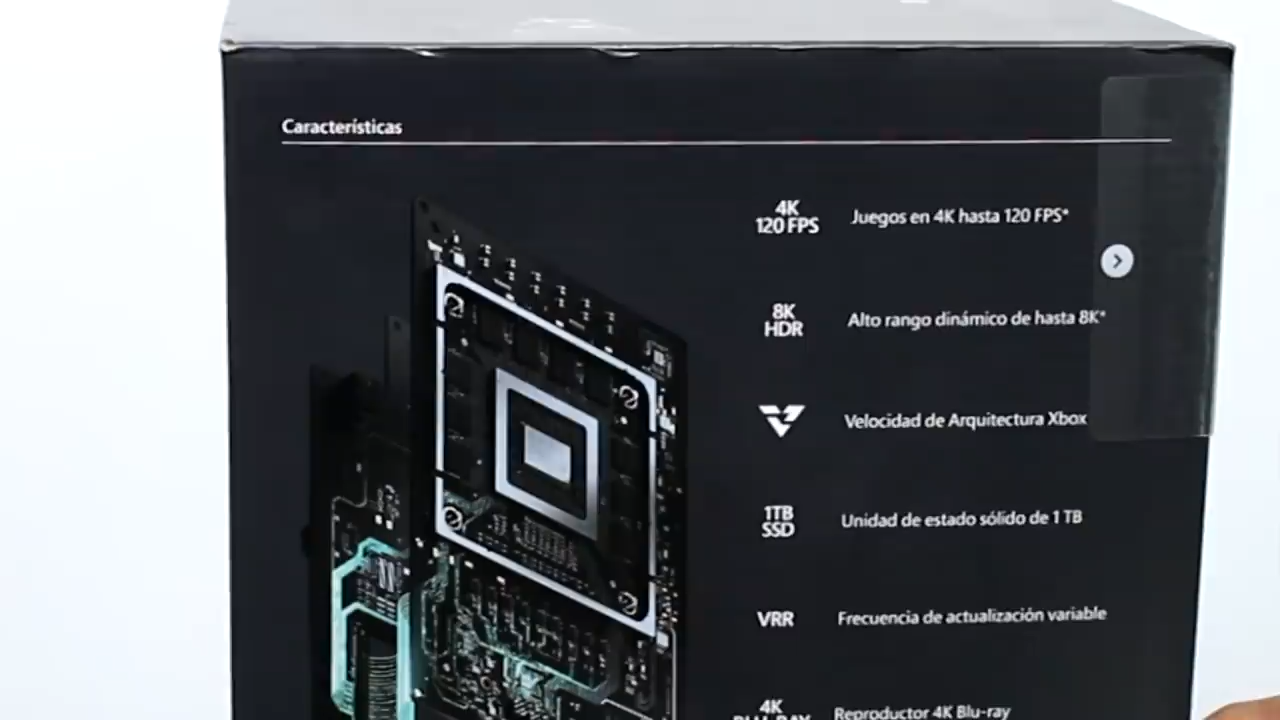 Características
4K
120 FPS
Juegos en 4K hasta 120 FPS*
8K
HDR
Alto rango dinámico de hasta 8K*
Velocidad de Arquitectura Xbox
1TB
SSD
Unidad de estado sólido de 1 TB
VRR
Frecuencia de actualización variable
4K
BLU-RAY
Reproductor 4K Blu-ray